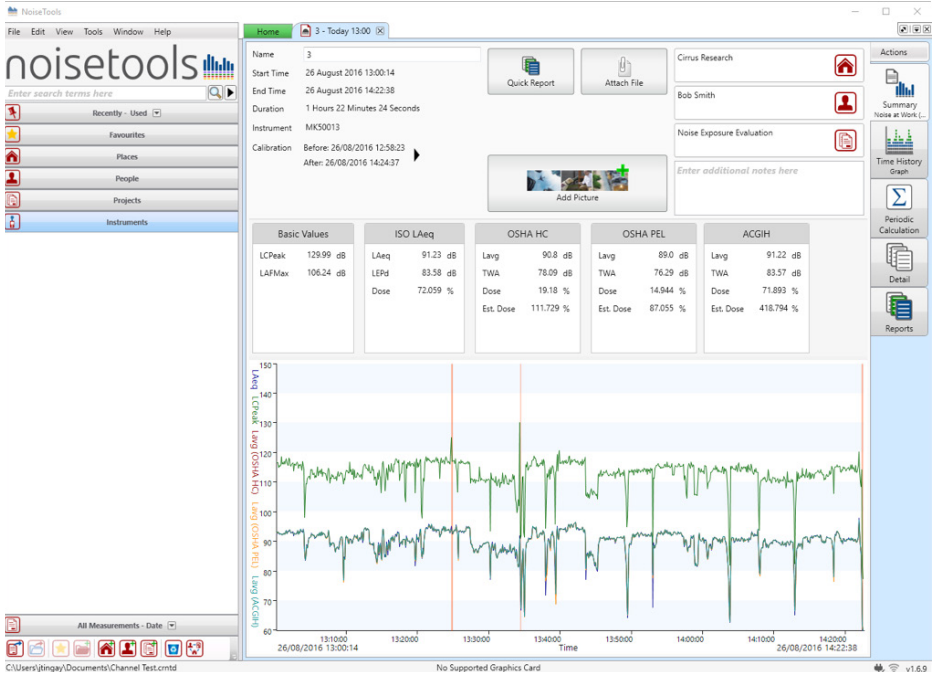 NoiseTools
File Edit View Tools Window Help
noisetools
Enter search terms here
Recently - Used
Favourites
Places
People
Projects
Instruments
All Measurements - Date
Home
3 - Today 13:00
Name 3
Start Time 26 August 2016 13:00:14
End Time 26 August 2016 14:22:38
Duration 1 Hours 22 Minutes 24 Seconds
Instrument MK50013
Calibration Before: 26/08/2016 12:58:23
After: 26/08/2016 14:24:37
Quick Report
Attach File
Add Picture
Cirrus Research
Bob Smith
Noise Exposure Evaluation
Enter additional notes here
Actions
Summary
Noise at Work (...
Time History
Graph
Σ
Periodic
Calculation
Detail
Reports
Basic Values
LCPeak 129.99 dB
LAFMax 106.24 dB
ISO LAeq
LAeq 91.23 dB
LEPd 83.58 dB
Dose 72.059 %
OSHA HC
Lavg 90.8 dB
TWA 78.09 dB
Dose 19.18 %
Est. Dose 111.729 %
OSHA PEL
Lavg 89.0 dB
TWA 76.29 dB
Dose 14.944 %
Est. Dose 87.055 %
ACGIH
Lavg 91.22 dB
TWA 83.57 dB
Dose 71.893 %
Est. Dose 418.794 %
LAeq LCPeak Lavg (OSHA HC) Lavg (OSHA PEL) Lavg (ACGIH)
150
140
130
120
110
100
90
80
70
60
13:10:00 13:20:00 13:30:00 13:40:00 13:50:00 14:00:00 14:10:00 14:20:00
26/08/2016 13:00:14 Time 26/08/2016 14:22:38
C:\Users\jtingay\Documents\Channel Test.crntd
No Supported Graphics Card
v1.6.9